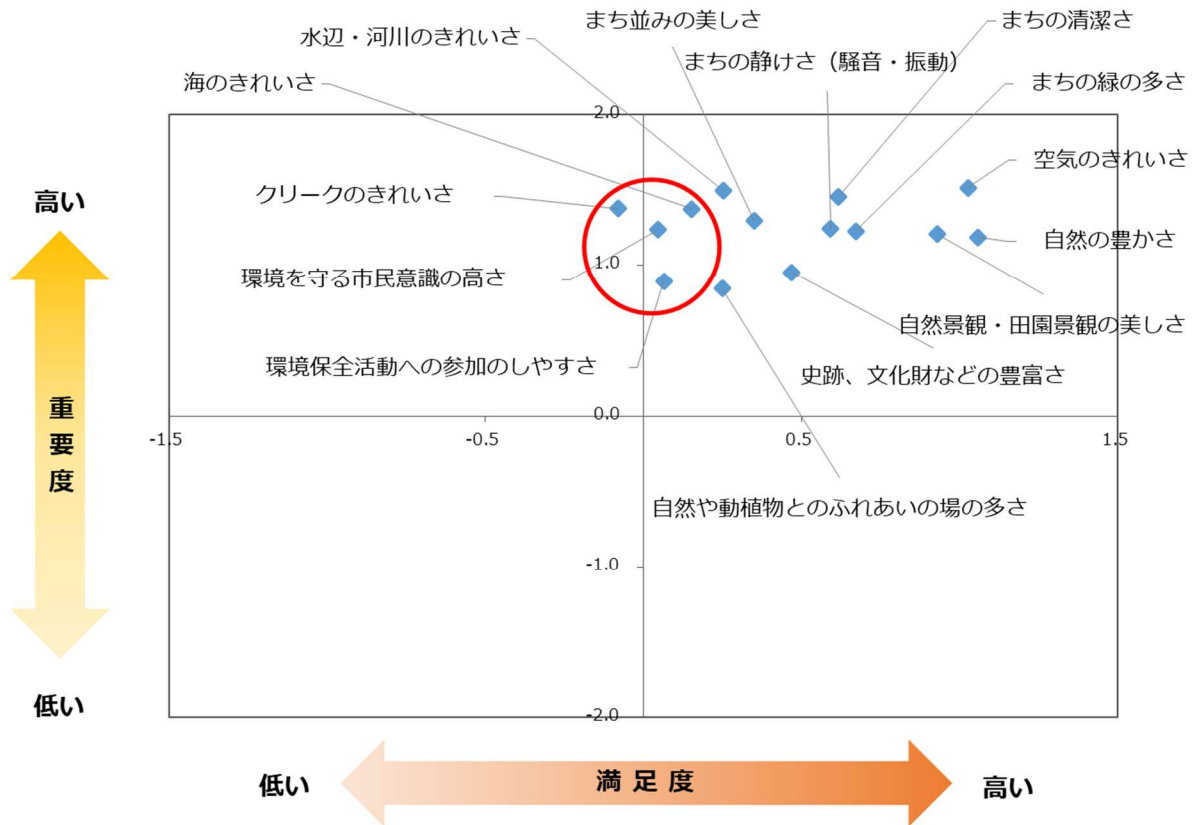 まち並みの美しさ
まちの清潔さ
水辺・河川のきれいさ
まちの静けさ（騒音・振動）
海のきれいさ
まちの緑の多さ
2.0
空気のきれいさ
高い
クリークのきれいさ
自然の豊かさ
1.0
環境を守る市民意識の高さ
自然景観・田園景観の美しさ
環境保全活動への参加のしやすさ
史跡、文化財などの豊富さ
重要度
0.0
-1.5
-0.5
0.5
1.5
自然や動植物とのふれあいの場の多さ
-1.0
低い
-2.0
低い
満足度
高い